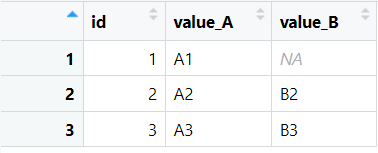 id value_A value_B
1 1 A1 NA
2 2 A2 B2
3 3 A3 B3